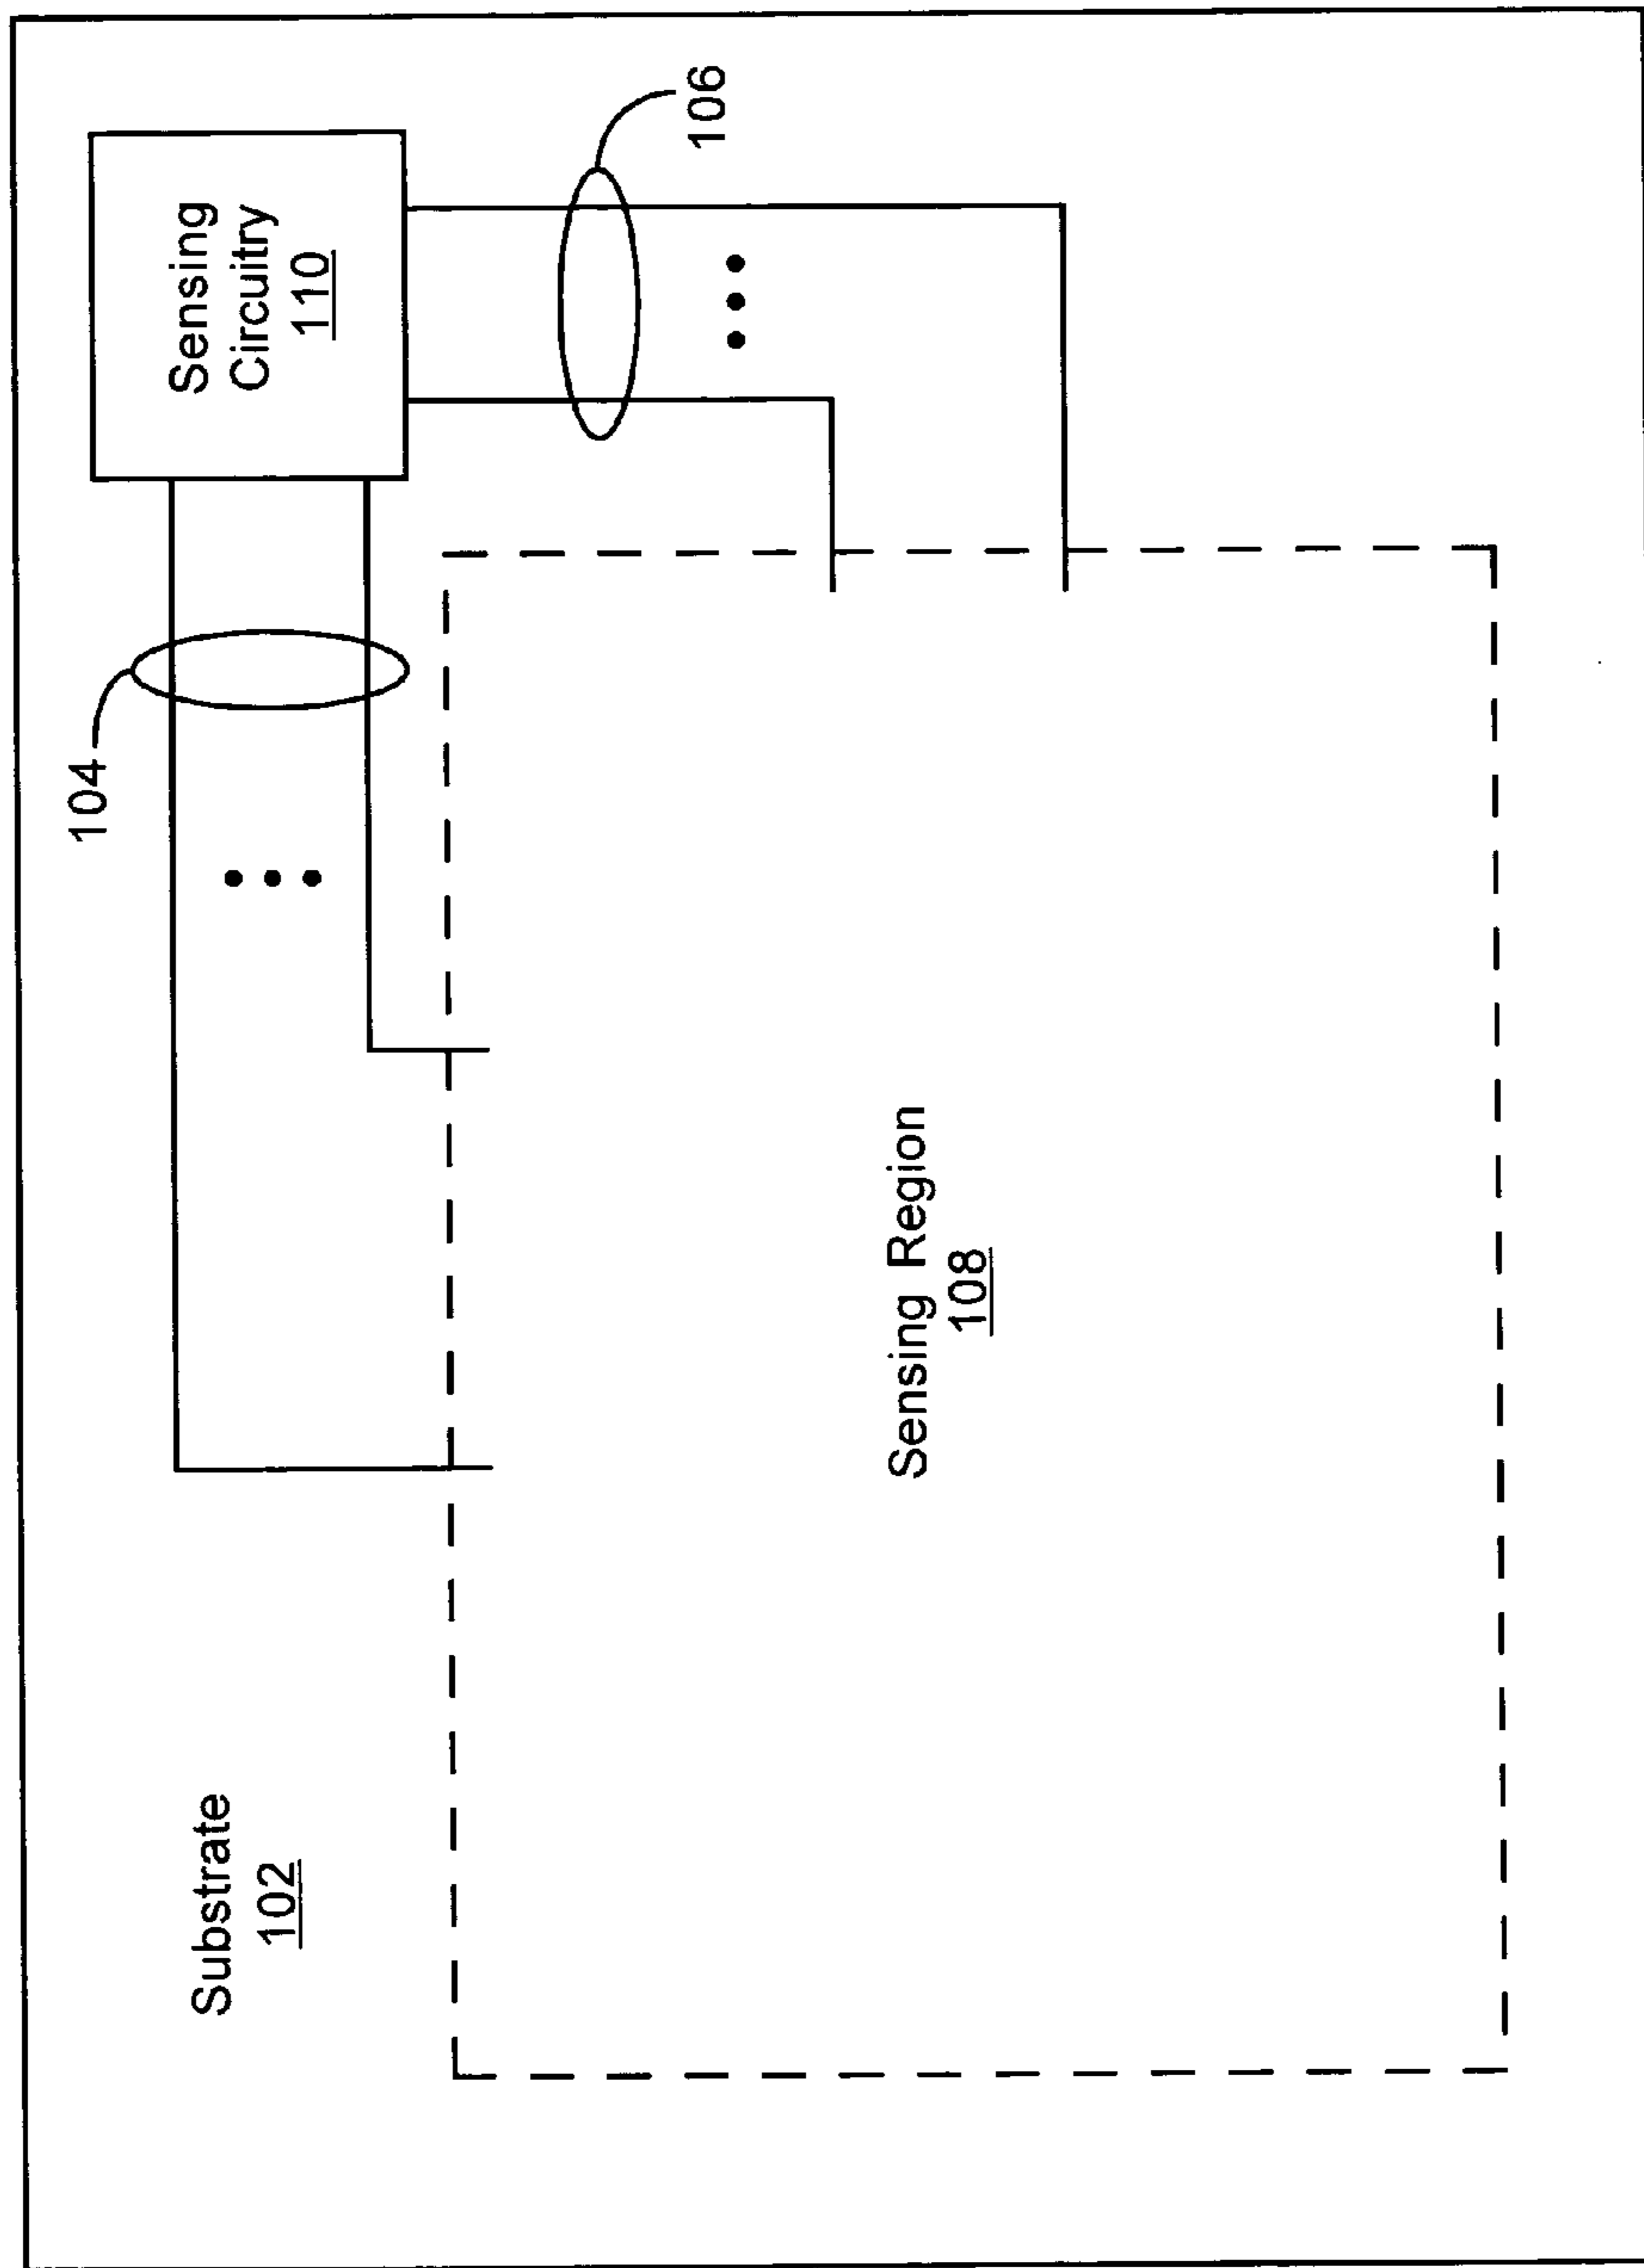 Substrate
102
104
Sensing
Circuitry
110
106
Sensing Region
108